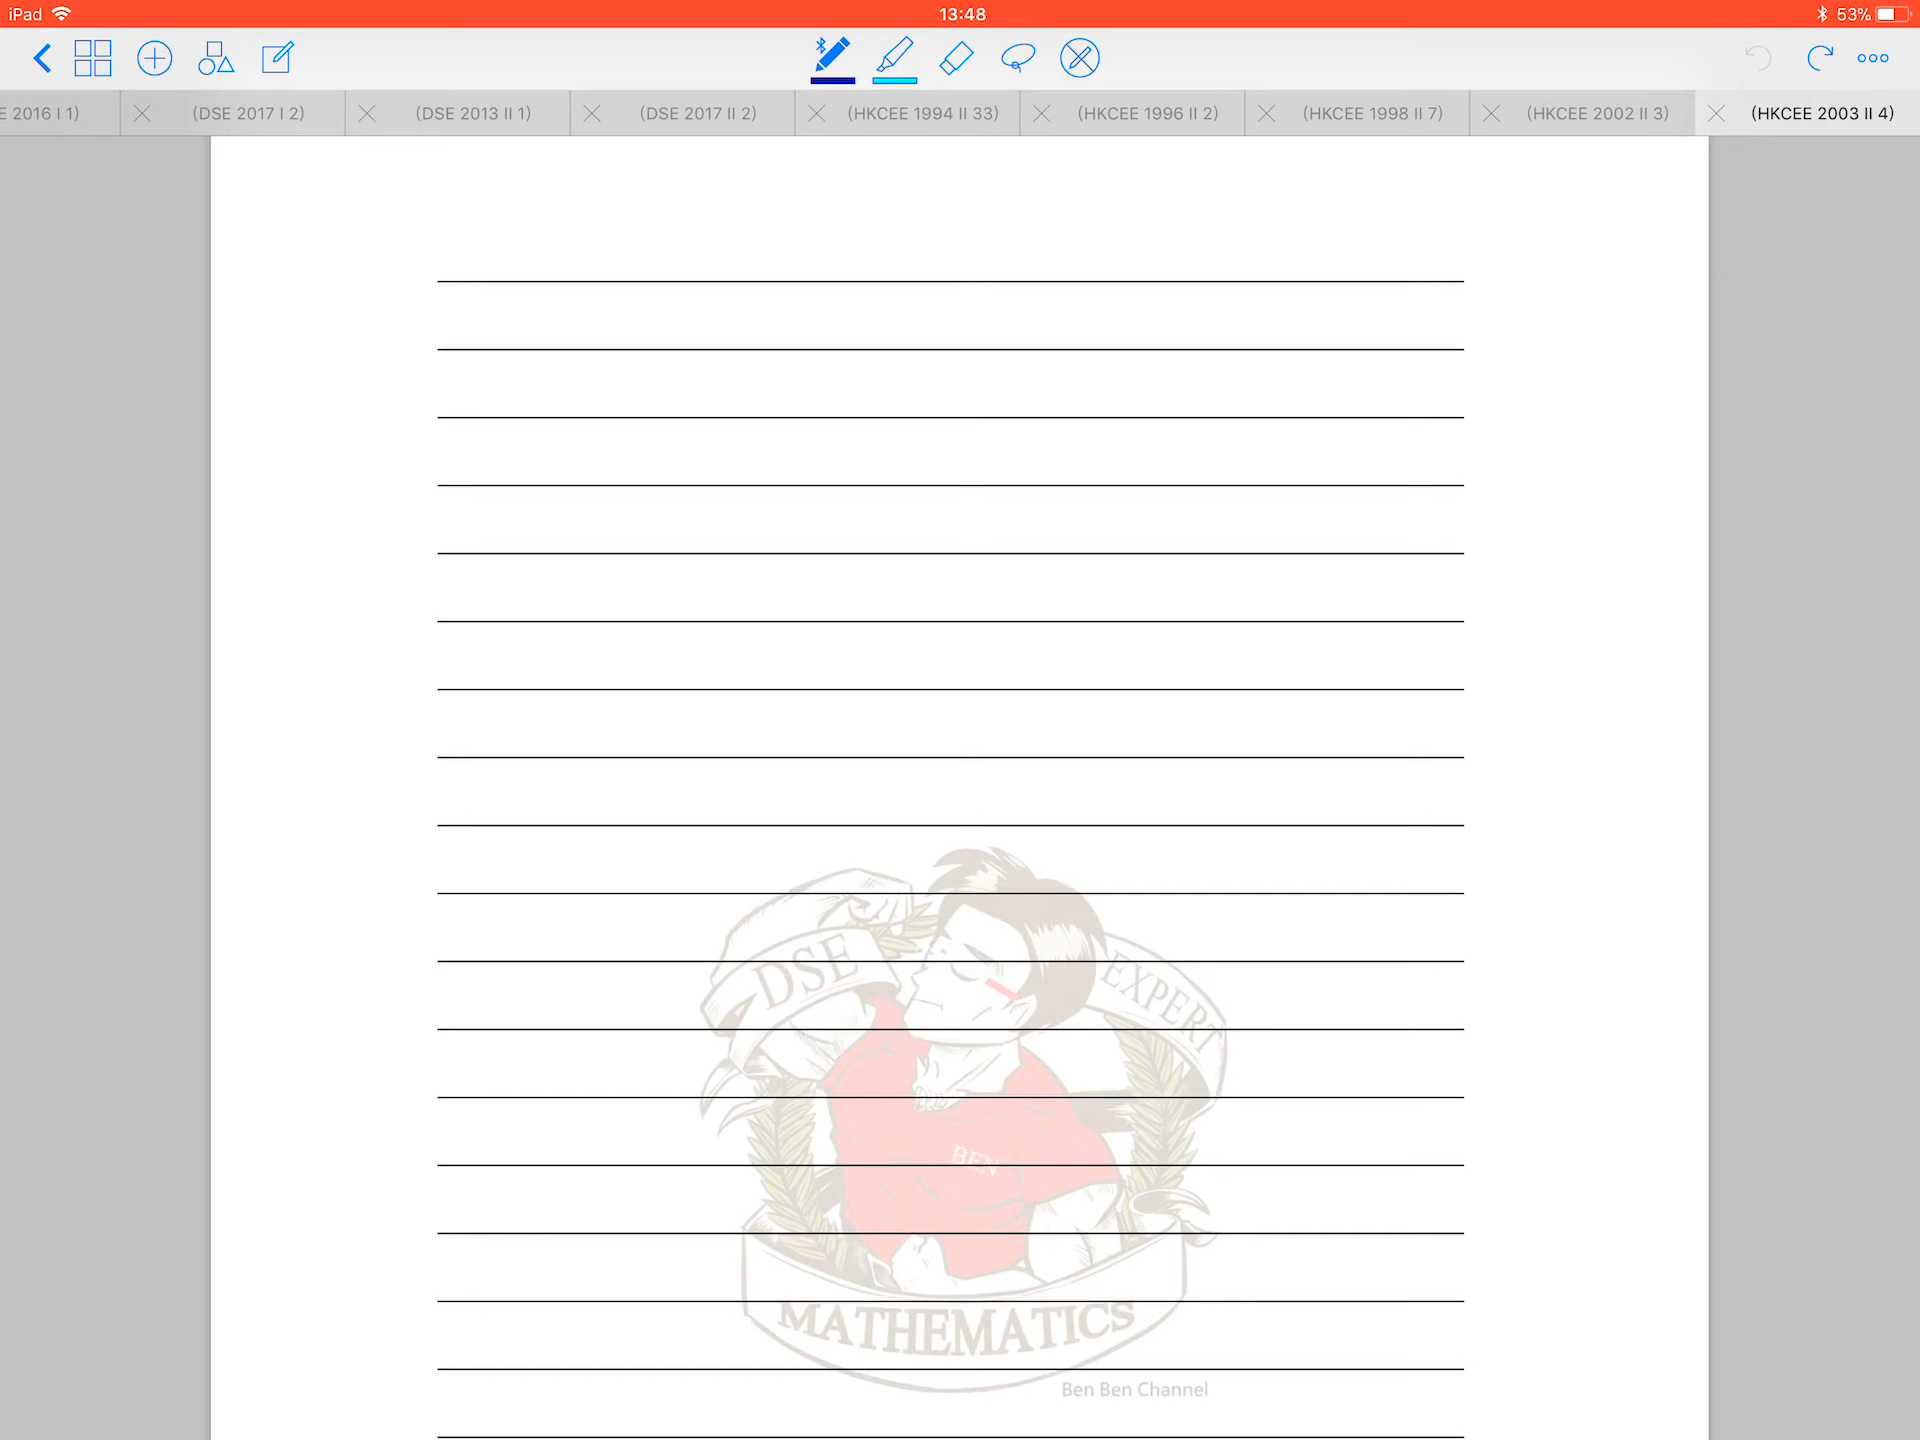 iPad 13:48 53%
E 2016 I 1) (DSE 2017 I 2) (DSE 2013 II 1) (DSE 2017 II 2) (HKCEE 1994 II 33) (HKCEE 1996 II 2) (HKCEE 1998 II 7) (HKCEE 2002 II 3) (HKCEE 2003 II 4)
DSE EXPERT
BEN
MATHEMATICS
Ben Ben Channel